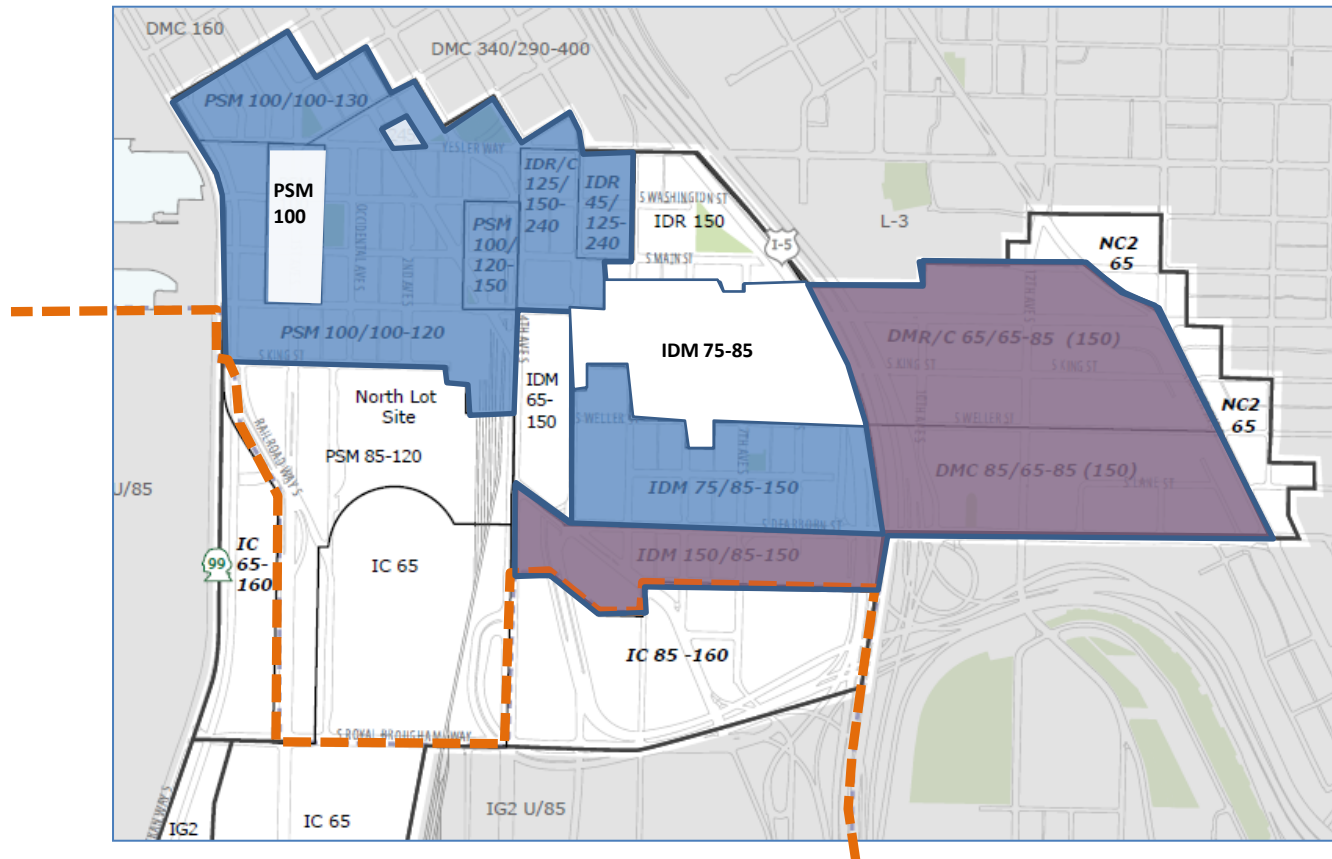 DMC 160
DMC 340/290-400
PSM 100/100-130
YESLER WAY
PSM
100
IDR/C
125/
150-
240
IDR
45/
125-
240
S WASHINGTON ST
IDR 150
S MAIN ST
I-5
L-3
NC2
65
OCCIDENTAL AVE S
2ND AVE S
PSM
100/
120-
150
4TH AVE S
12TH AVE S
PSM 100/100-120
S KING ST
IDM 75-85
DMR/C 65/65-85 (150)
S KING ST
S KING ST
North Lot
Site
IDM
65-
150
S WELLER ST
7TH AVE S
10TH AVE S
S WELLER ST
NC2
65
RAILROAD WAY S
PSM 85-120
IDM 75/85-150
DMC 85/65-85 (150)
S LANE ST
U/85
S DEARBORN ST
IC
65-
160
99
IC 65
IDM 150/85-150
IC 85 -160
S ROYAL BROUGHAM WAY
IG2 U/85
IG2
IC 65